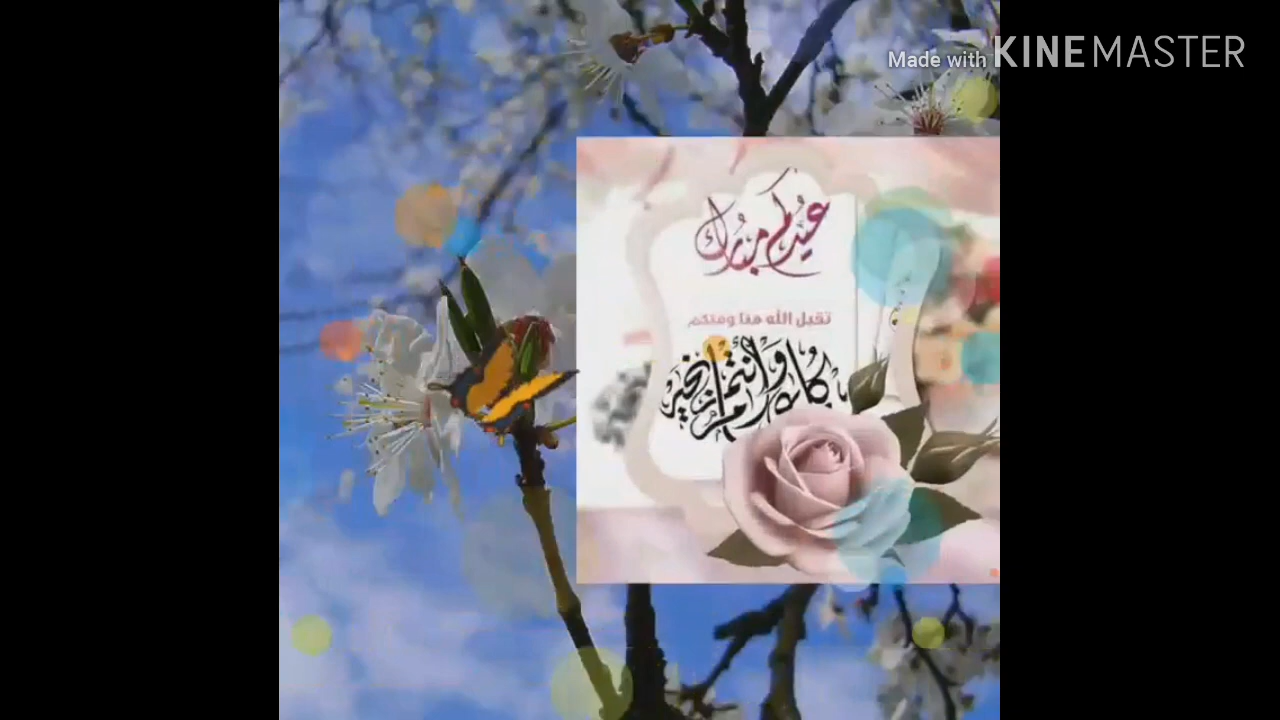 Made with KINEMASTER
عيدكم مبارك
تقبل الله منا ومنكم
كل عام وأنتم بخير